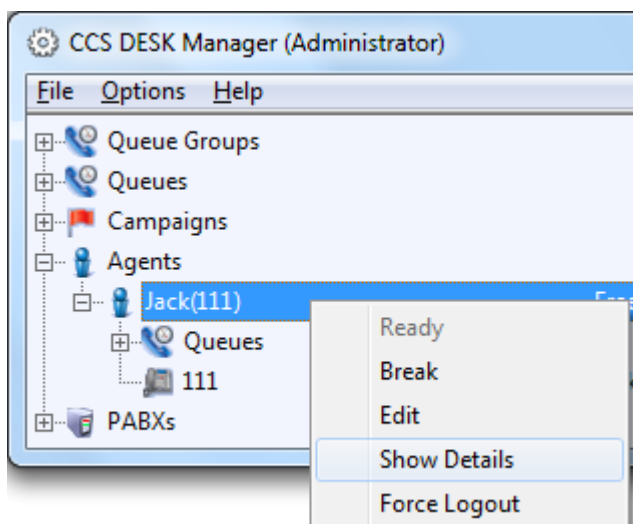 CCS DESK Manager (Administrator)
File Options Help
Queue Groups
Queues
Campaigns
Agents
Jack(111)
Queues
111
PABXs
Ready
Break
Edit
Show Details
Force Logout